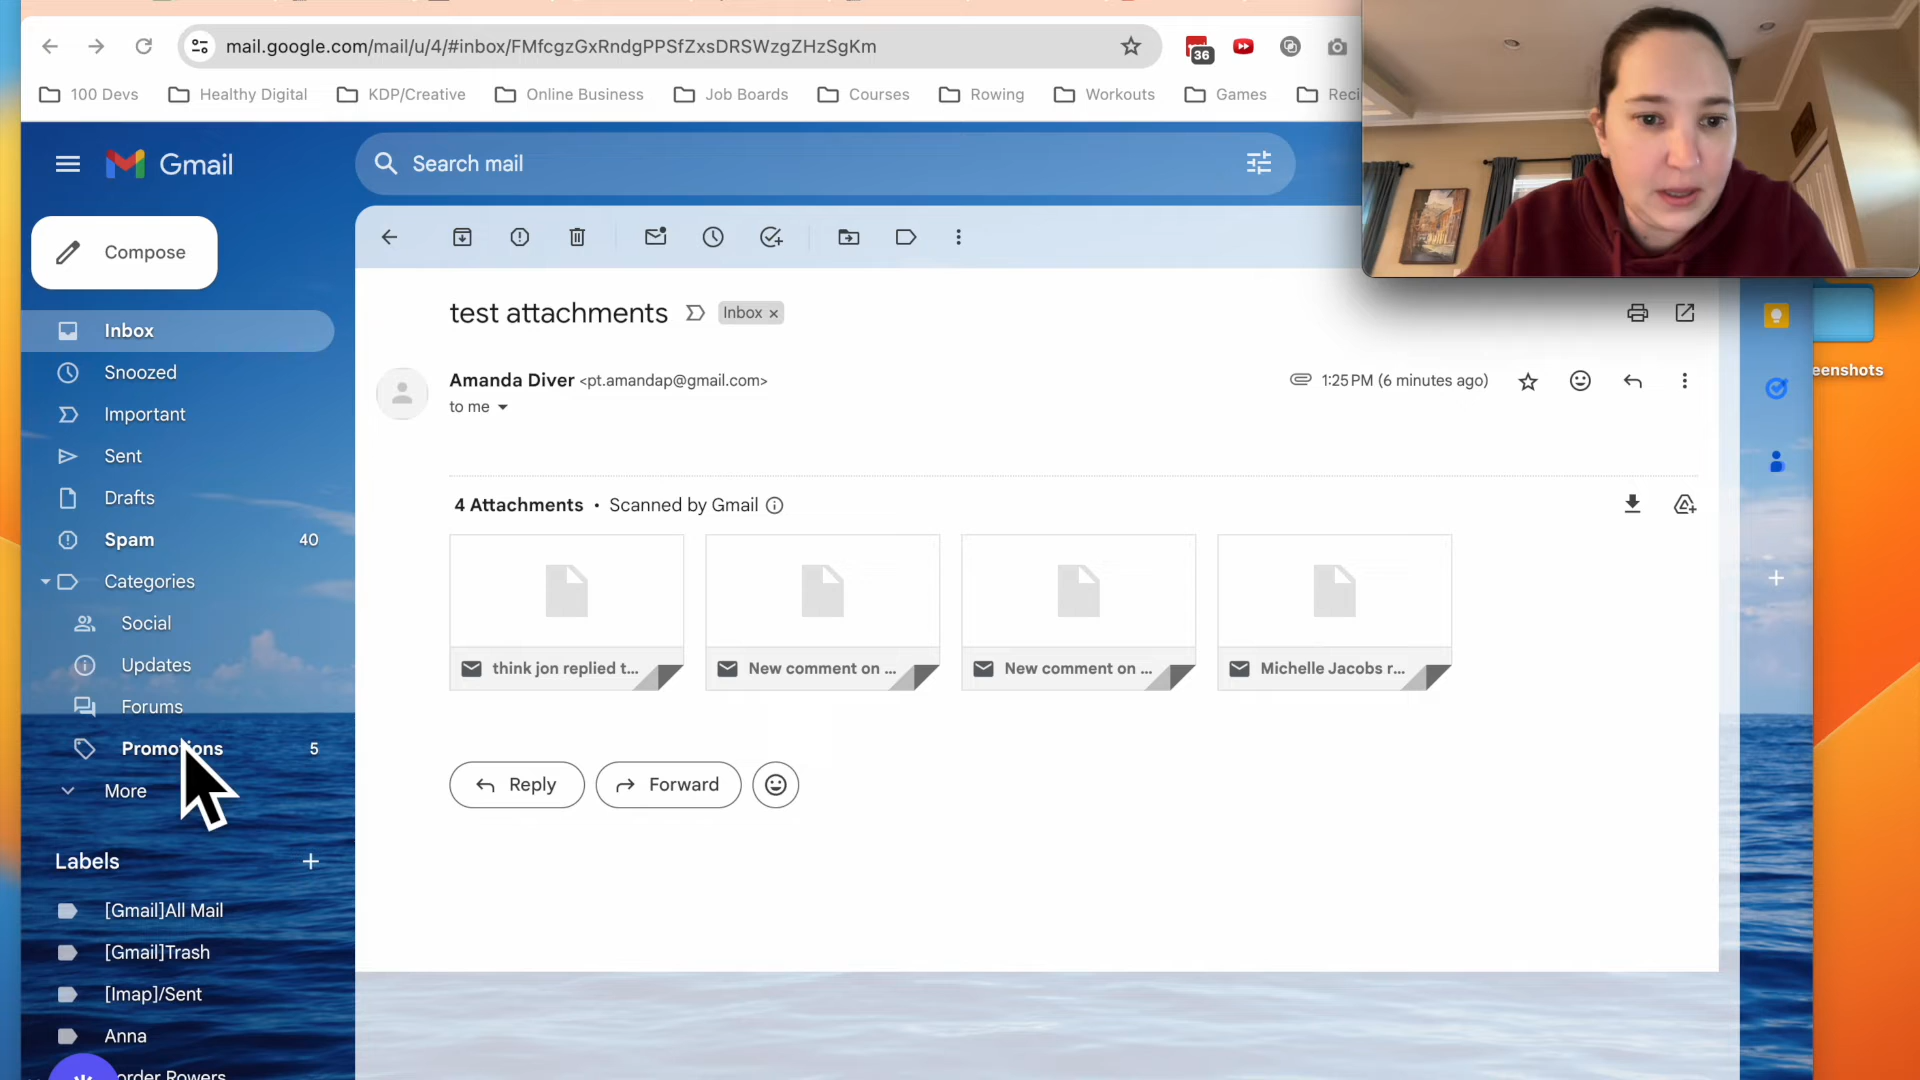 mail.google.com/mail/u/4/#inbox/FMfcgzGxRndgPPSfZxsDRSWzgZHzSgKm
36
100 Devs
Healthy Digital
KDP/Creative
Online Business
Job Boards
Courses
Rowing
Workouts
Games
Reci
Gmail
Search mail
Compose
Inbox
Snoozed
Important
Sent
Drafts
Spam 40
Categories
Social
Updates
Forums
Promotions 5
More
Labels
[Gmail]All Mail
[Gmail]Trash
[Imap]/Sent
Anna
order Rowers
test attachments
Inbox ×
Amanda Diver <pt.amandap@gmail.com>
1:25 PM (6 minutes ago)
to me
4 Attachments • Scanned by Gmail
think jon replied t...
New comment on ...
New comment on ...
Michelle Jacobs r...
Reply
Forward
eenshots